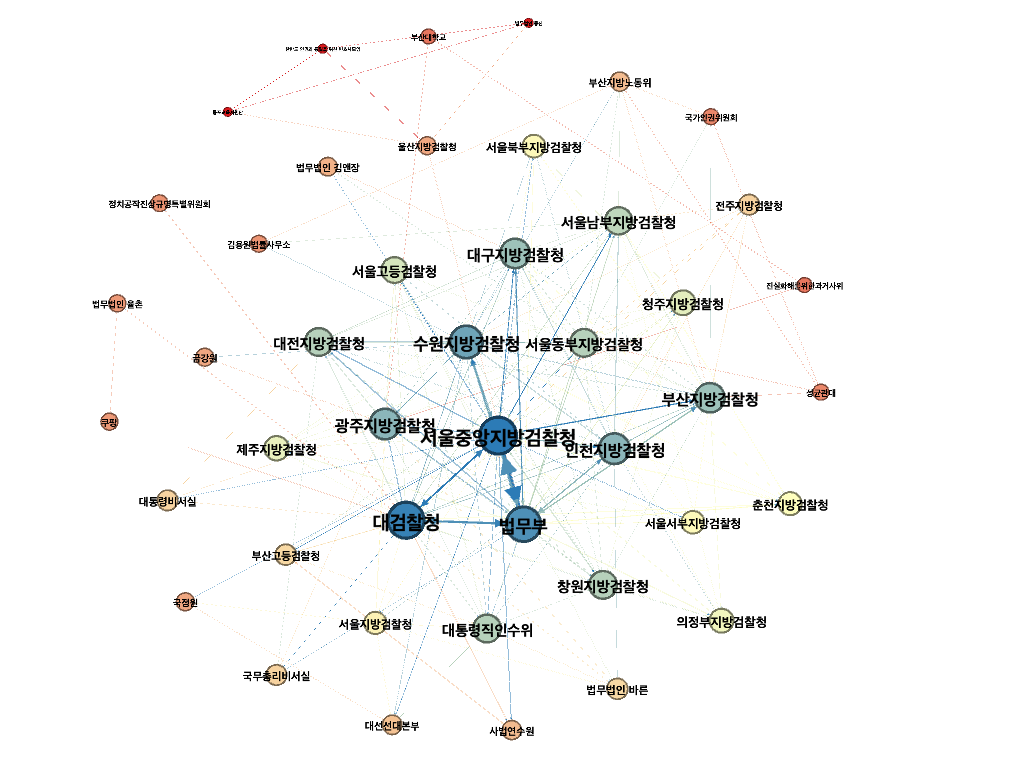 부산대학교
부산지방노동위
국가인권위원회
울산지방검찰청
서울북부지방검찰청
법무법인 김앤장
정치공작진상규명특별위원회
전주지방검찰청
서울남부지방검찰청
김용원법률사무소
대구지방검찰청
서울고등검찰청
진실화해를위한과거사위
법무법인 율촌
청주지방검찰청
대전지방검찰청
수원지방검찰청
서울동부지방검찰청
성균관대
부산지방검찰청
쿠팡
광주지방검찰청
서울중앙지방검찰청
제주지방검찰청
인천지방검찰청
대통령비서실
춘천지방검찰청
대검찰청
법무부
서울서부지방검찰청
부산고등검찰청
창원지방검찰청
국정원
서울지방검찰청
대통령직인수위
의정부지방검찰청
국무총리비서실
법무법인 바른
대선선대본부
사법연수원